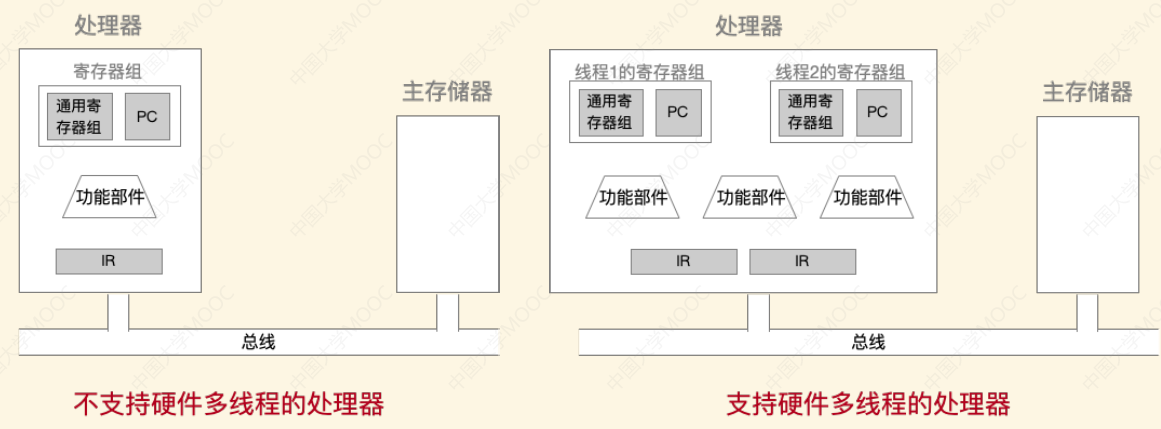 处理器
寄存器组
通用寄
存器组
PC
功能部件
IR
主存储器
总线
不支持硬件多线程的处理器
处理器
线程1的寄存器组
通用寄
存器组
PC
线程2的寄存器组
通用寄
存器组
PC
功能部件
功能部件
功能部件
IR
IR
主存储器
总线
支持硬件多线程的处理器
中国大学MOOC